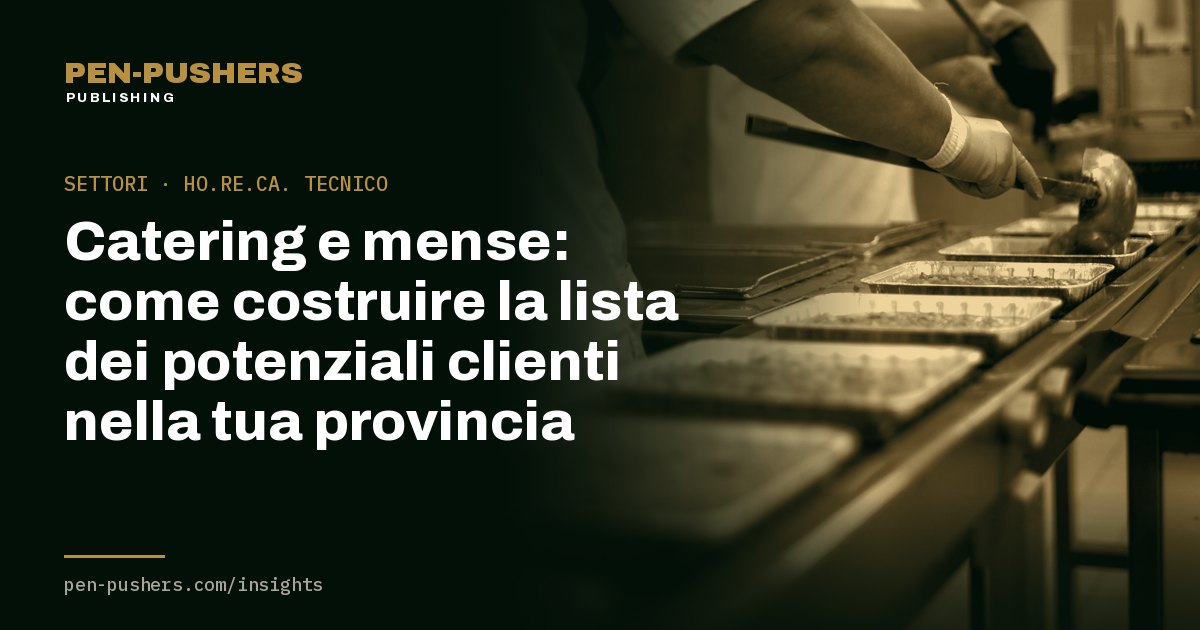 PEN-PUSHERS
PUBLISHING
SETTORI · HO.RE.CA. TECNICO
Catering e mense:
come costruire la lista
dei potenziali clienti
nella tua provincia
pen-pushers.com/insights